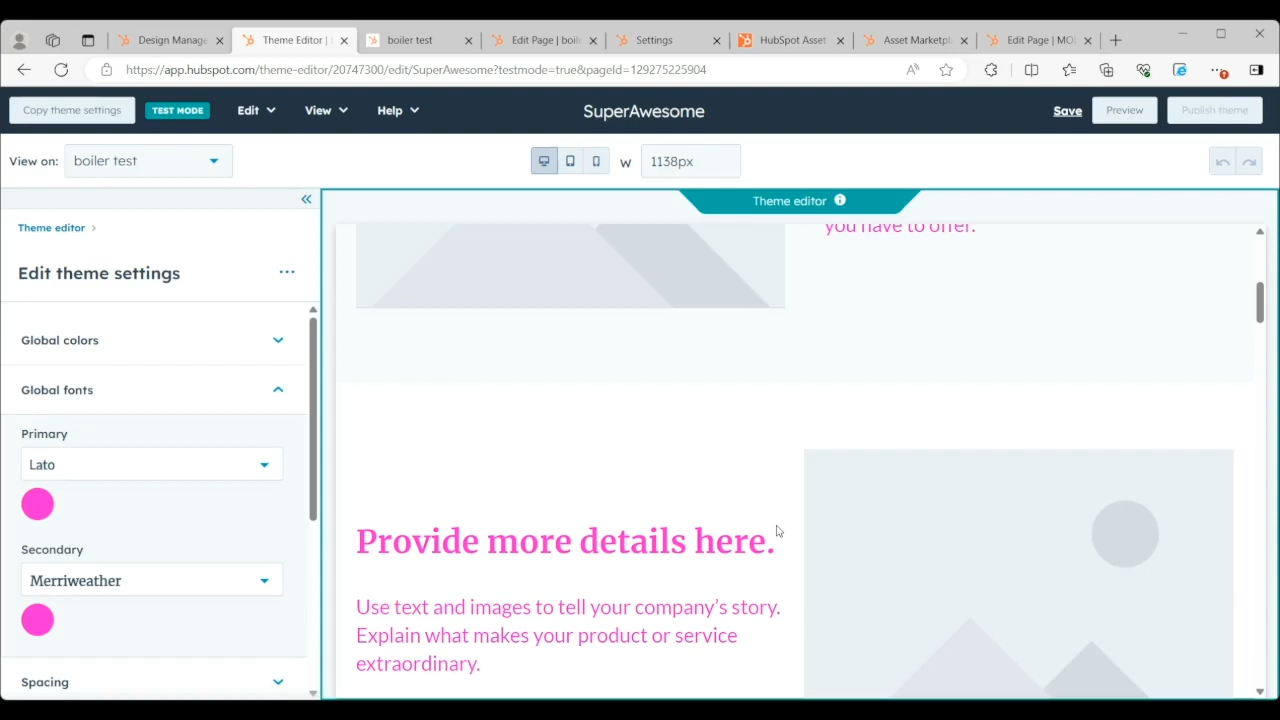 Design Manage
Theme Editor | t
boiler test
Edit Page | boil
Settings
HubSpot Asset
Asset Marketpl
Edit Page | MO
https://app.hubspot.com/theme-editor/20747300/edit/SuperAwesome?testmode=true&pageId=129275225904
Copy theme settings
TEST MODE
Edit
View
Help
SuperAwesome
Save
Preview
Publish theme
View on:
boiler test
W
1138px
Theme editor
Theme editor
you have to offer.
Edit theme settings
Global colors
Global fonts
Primary
Lato
Secondary
Merriweather
Spacing
Provide more details here.
Use text and images to tell your company’s story.
Explain what makes your product or service
extraordinary.